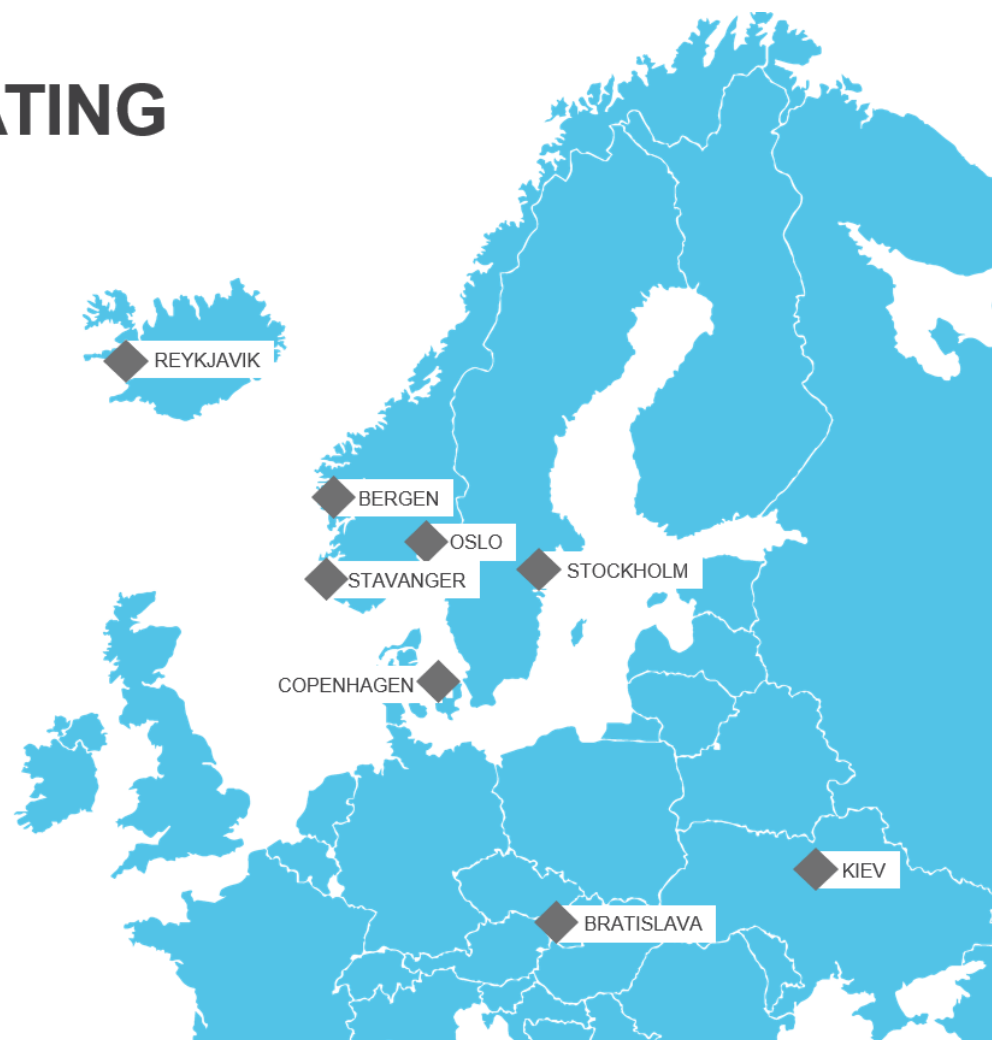 ATING
REYKJAVIK
BERGEN
OSLO
STOCKHOLM
STAVANGER
COPENHAGEN
KIEV
BRATISLAVA